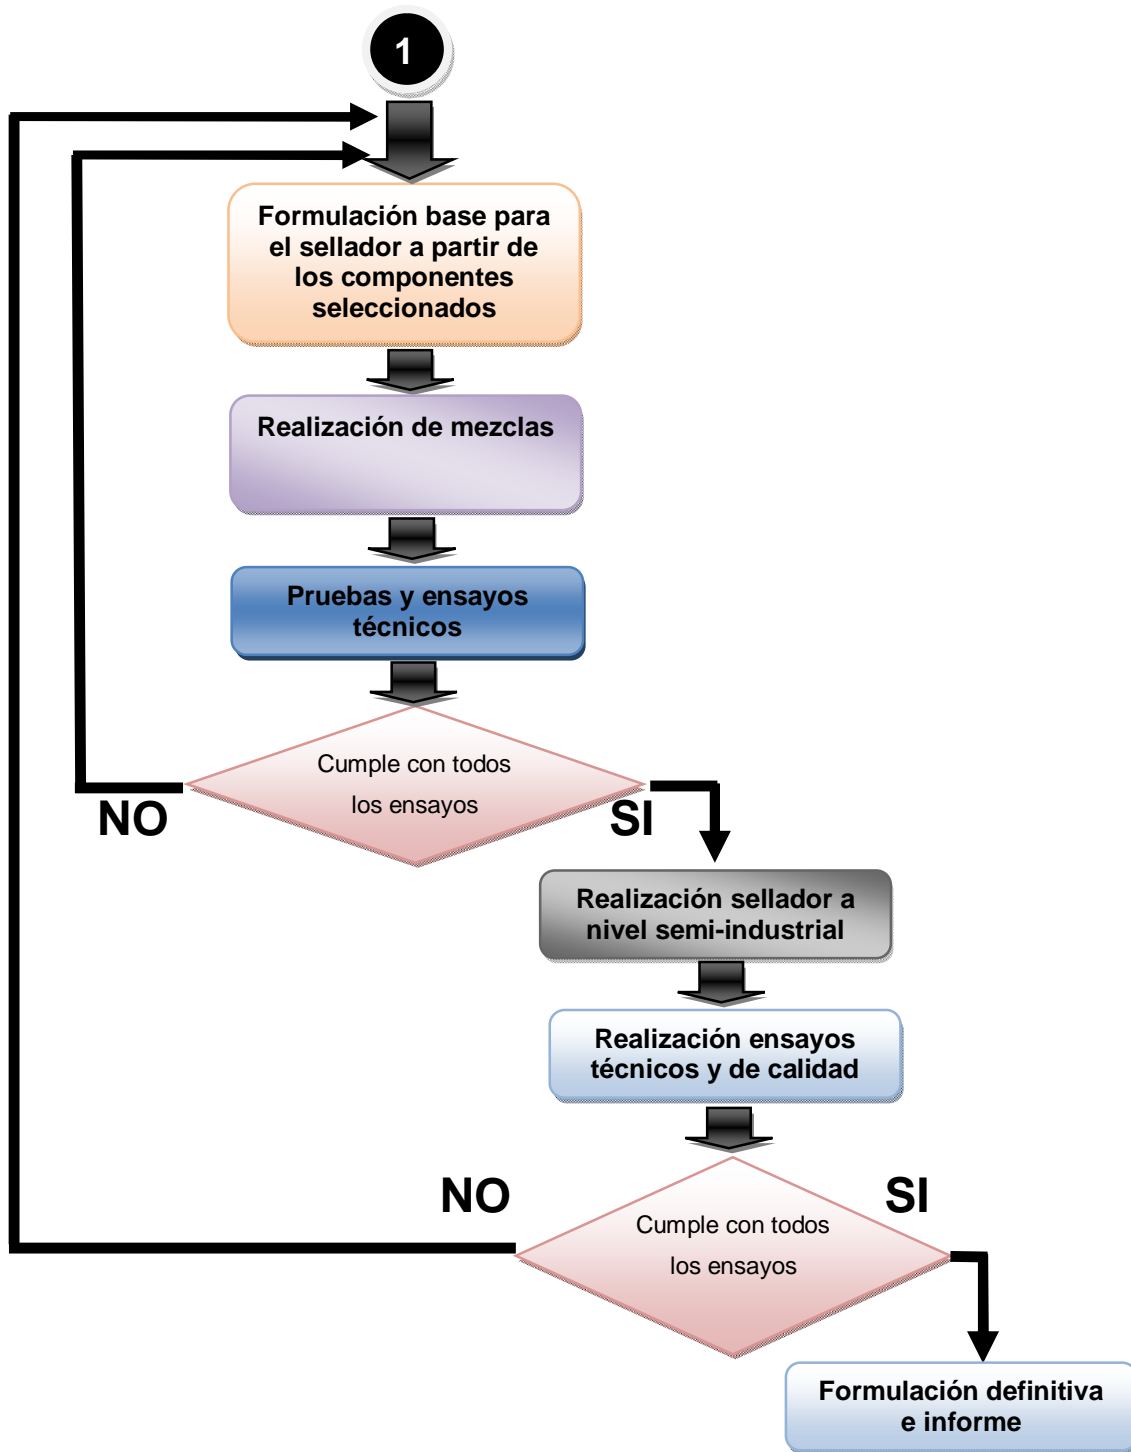 1
Formulación base para
el sellador a partir de
los componentes
seleccionados
Realización de mezclas
Pruebas y ensayos
técnicos
Cumple con todos
los ensayos
NO
SI
Realización sellador a
nivel semi-industrial
Realización ensayos
técnicos y de calidad
NO
SI
Cumple con todos
los ensayos
Formulación definitiva
e informe